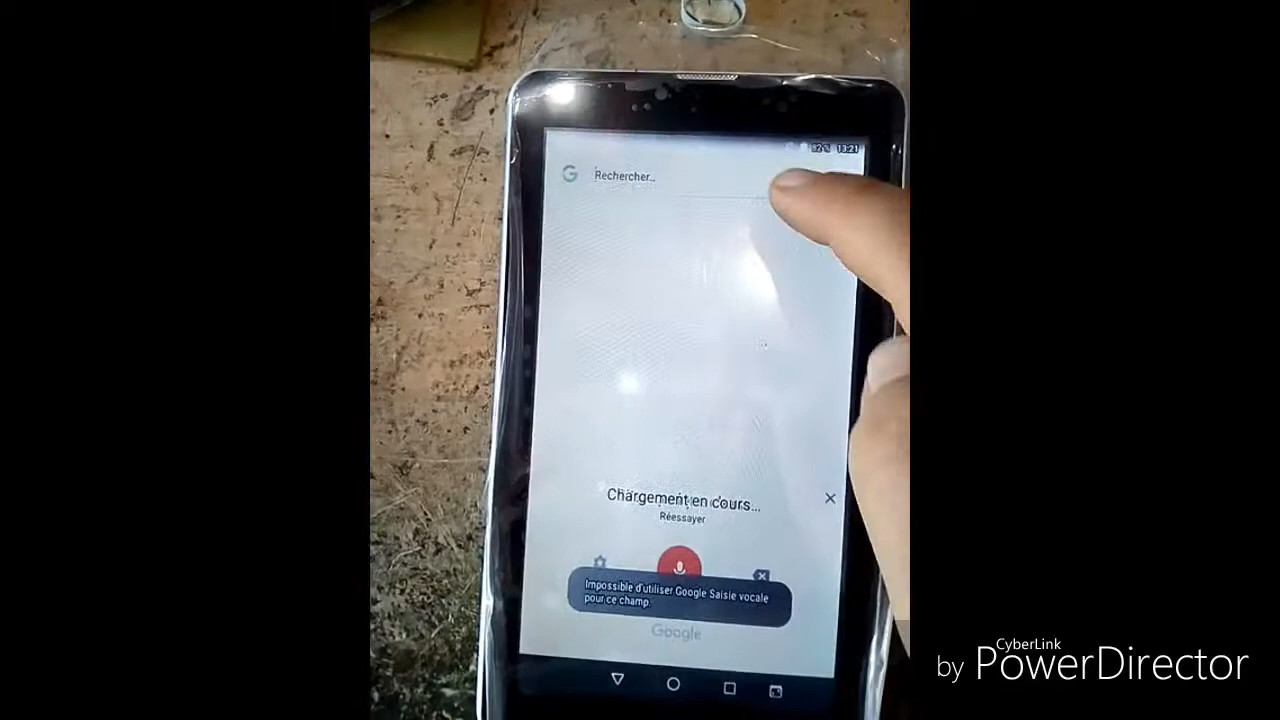 82% 13:21
G Rechercher...
Chargement en cours...
Réessayer
Impossible d'utiliser Google Saisie vocale
pour ce champ.
Google
CyberLink
by PowerDirector